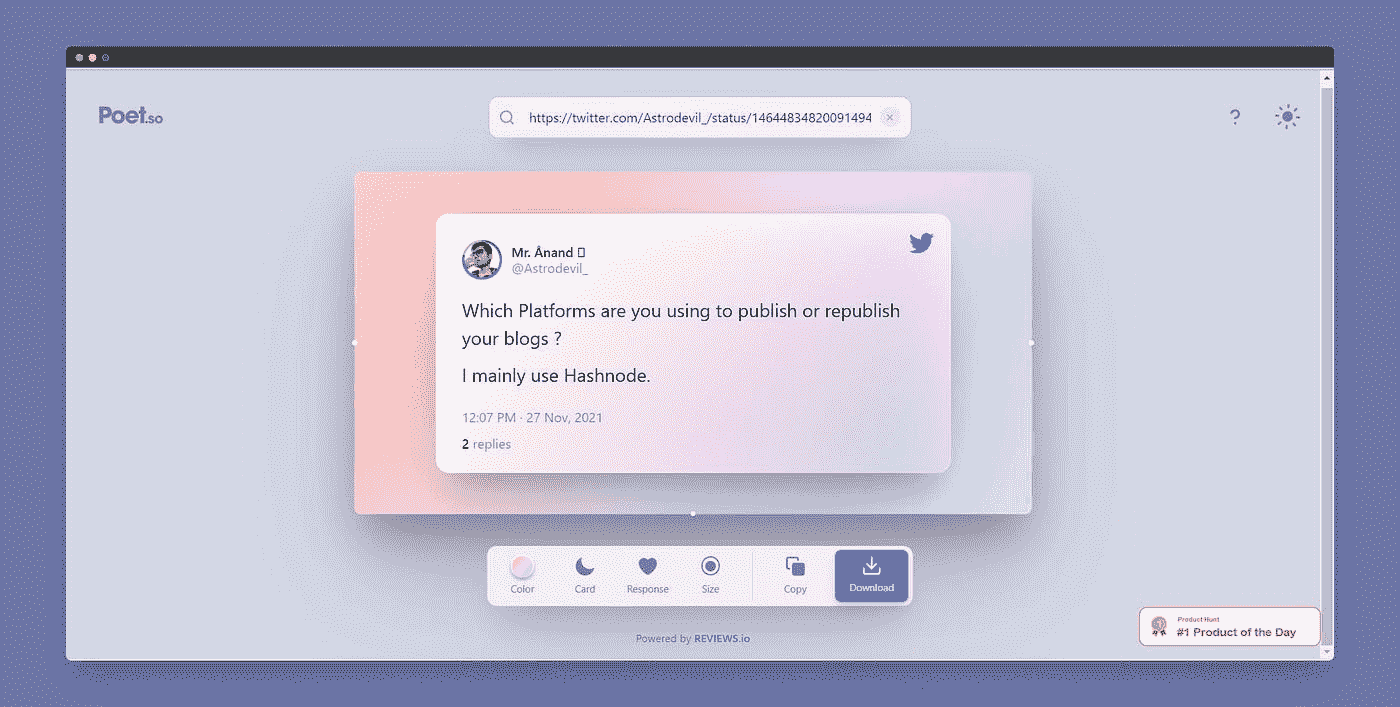 Poet.so
https://twitter.com/Astrodevil_/status/14644834820091494
?
Mr. Ånand
@Astrodevil_
Which Platforms are you using to publish or republish
your blogs ?
I mainly use Hashnode.
12:07 PM · 27 Nov, 2021
2 replies
Color
Card
Response
Size
Copy
Download
Powered by REVIEWS.io
Product Hunt
#1 Product of the Day